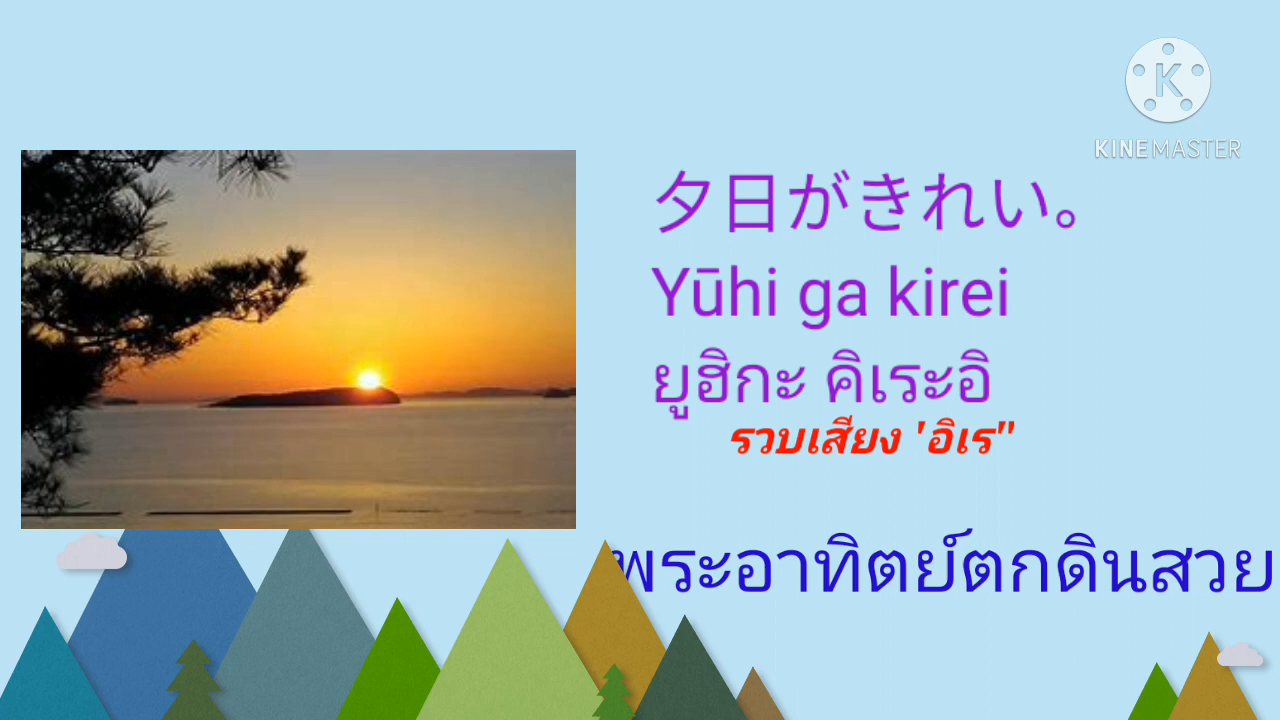 K
KINEMASTER
夕日がきれい。
Yūhi ga kirei
ยูฮิกะ คิเระอิ
รวบเสียง 'อิเร"
พระอาทิตย์ตกดินสวย